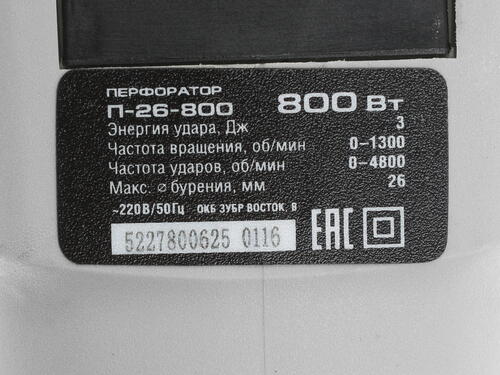 ПЕРФОРАТОР
П-26-800 800 Вт
Энергия удара, Дж 3
Частота вращения, об/мин 0-1300
Частота ударов, об/мин 0-4800
Макс. ⌀ бурения, мм 26
~220В/50Гц ОКБ ЗУБР ВОСТОК. В
5227800625 0116 ЕАС